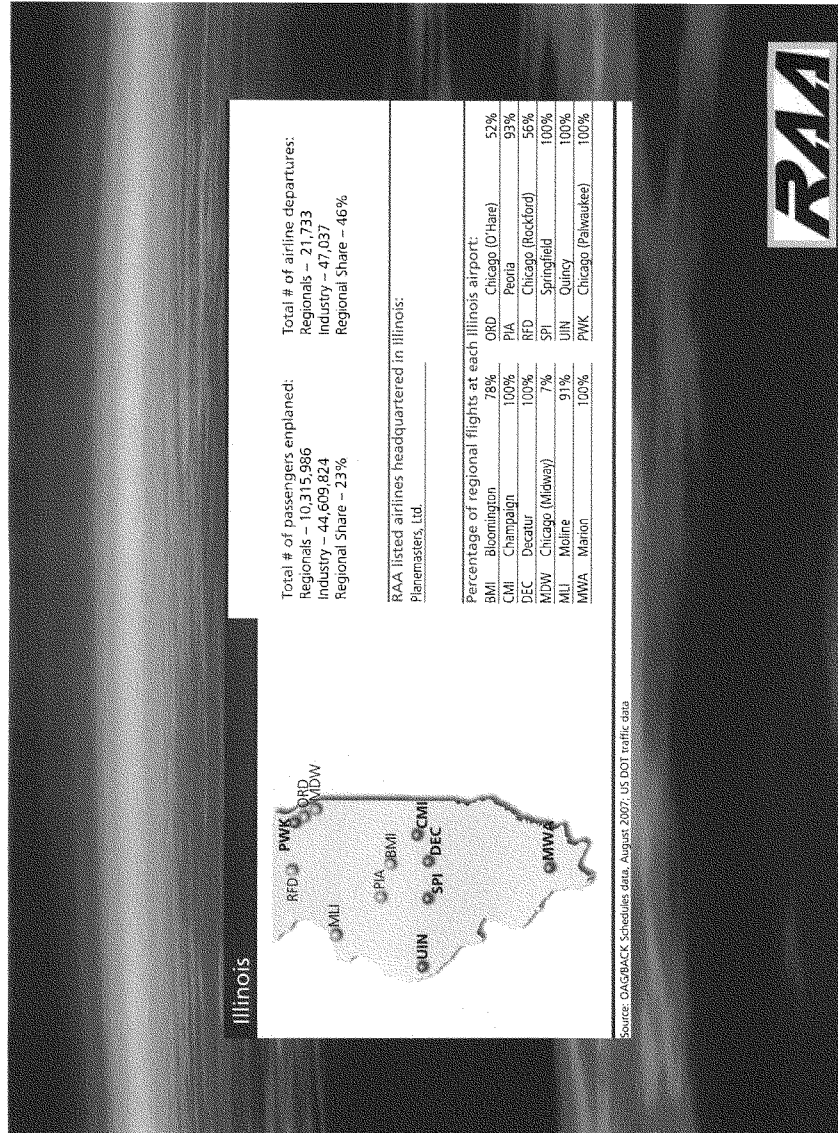 Illinois
PWK
ORD
MDW
RFD
MLI
PIA
BMI
CMI
DEC
SPI
UIN
MWA
Total # of passengers enplaned:
Regionals – 10,315,986
Industry – 44,609,824
Regional Share – 23%
Total # of airline departures:
Regionals – 21,733
Industry – 47,037
Regional Share – 46%
RAA listed airlines headquartered in Illinois:
Planemasters, Ltd.
Percentage of regional flights at each Illinois airport:
BMI Bloomington 78% ORD Chicago (O'Hare) 52%
CMI Champaign 100% PIA Peoria 93%
DEC Decatur 100% RFD Chicago (Rockford) 56%
MDW Chicago (Midway) 7% SPI Springfield 100%
MLI Moline 91% UIN Quincy 100%
MWA Marion 100% PWK Chicago (Palwaukee) 100%
Source: OAG/BACK Schedules data, August 2007; US DOT traffic data
RAA